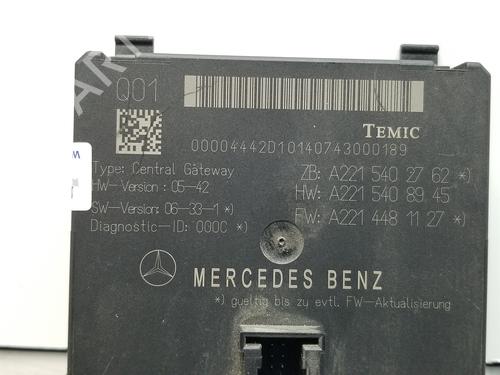 Q01
TEMIC
00004442D10140743000189
Type: Central Gateway
HW-Version: 05-42
SW-Version: 06-33-1*)
Diagnostic-ID: 000C *)
ZB: A221 540 27 62 *)
HW: A221 540 89 45
FW: A221 448 11 27 *)
MERCEDES BENZ
*) gueltig bis zu evtl. FW-Aktualisierung